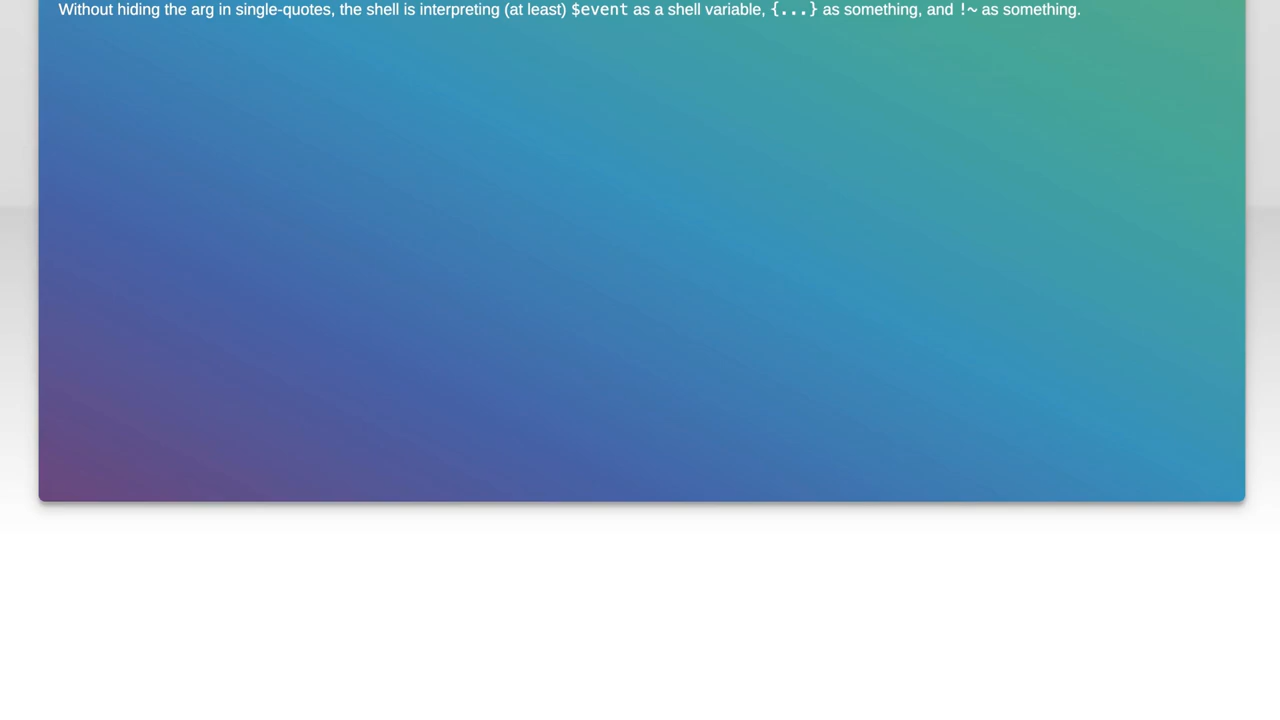 Without hiding the arg in single-quotes, the shell is interpreting (at least) $event as a shell variable, {...} as something, and !~ as something.